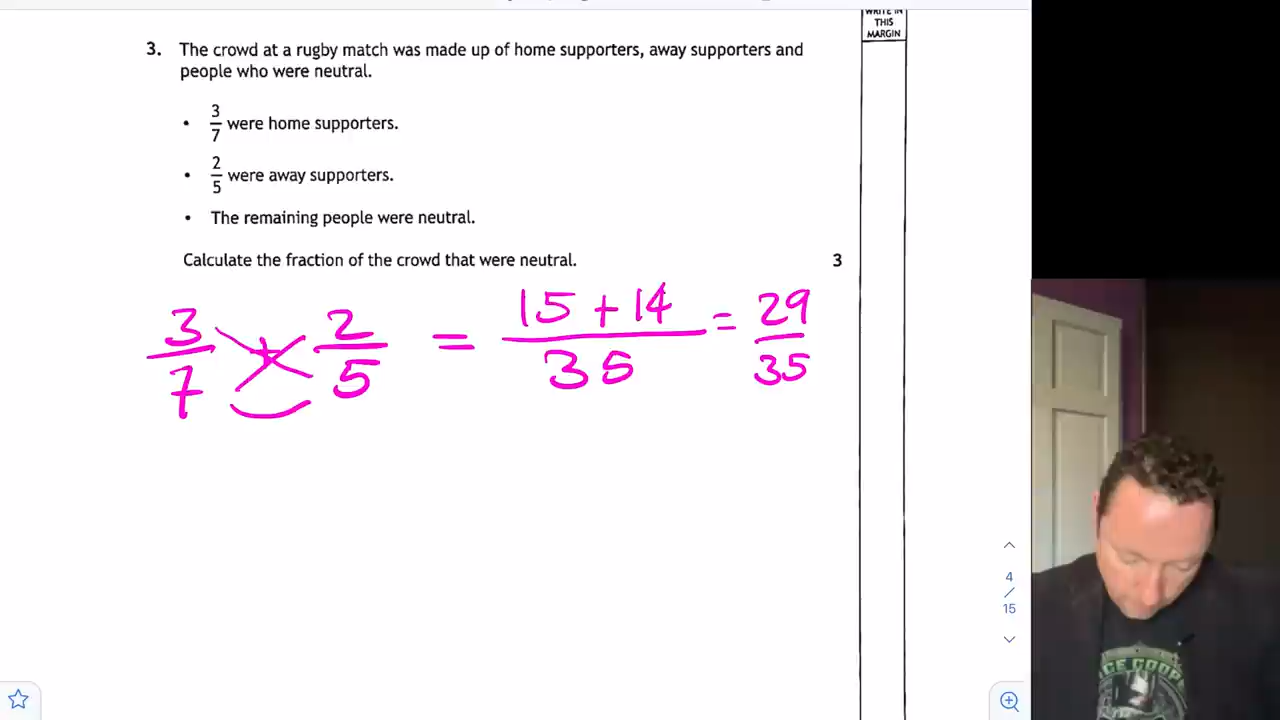 WRITE IN
THIS
MARGIN
3. The crowd at a rugby match was made up of home supporters, away supporters and
people who were neutral.
• 3/7 were home supporters.
• 2/5 were away supporters.
• The remaining people were neutral.
Calculate the fraction of the crowd that were neutral. 3
3/7 + 2/5 = 15 + 14/35 = 29/35
4
/
15
ICE COOPE